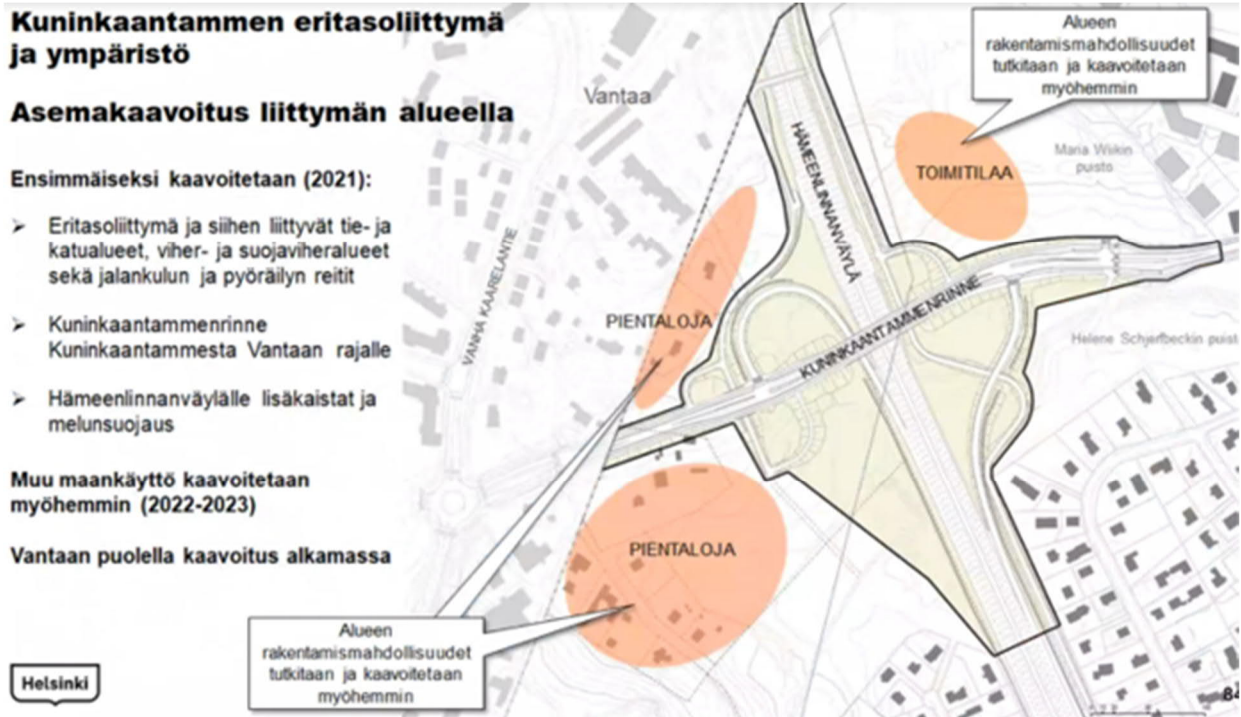 Kuninkaantammen eritasoliittymä
ja ympäristö
Asemakaavoitus liittymän alueella
Ensimmäiseksi kaavoitetaan (2021):
➢ Eritasoliittymä ja siihen liittyvät tie- ja
katualueet, viher- ja suojaviheralueet
sekä jalankulun ja pyöräilyn reitit
➢ Kuninkaantammenrinne
Kuninkaantammesta Vantaan rajalle
➢ Hämeenlinnanväylälle lisäkaistat ja
melunsuojaus
Muu maankäyttö kaavoitetaan
myöhemmin (2022-2023)
Vantaan puolella kaavoitus alkamassa
Helsinki
Vantaa
VANHA KAARELANTIE
HÄMEENLINNANVÄYLÄ
KUNINKAANTAMMENRINNE
Alueen
rakentamismahdollisuudet
tutkitaan ja kaavoitetaan
myöhemmin
TOIMITILAA
Maria Wiikin
puisto
PIENTALOJA
Helene Schjerfbeckin puist
PIENTALOJA
Alueen
rakentamismahdollisuudet
tutkitaan ja kaavoitetaan
myöhemmin
84